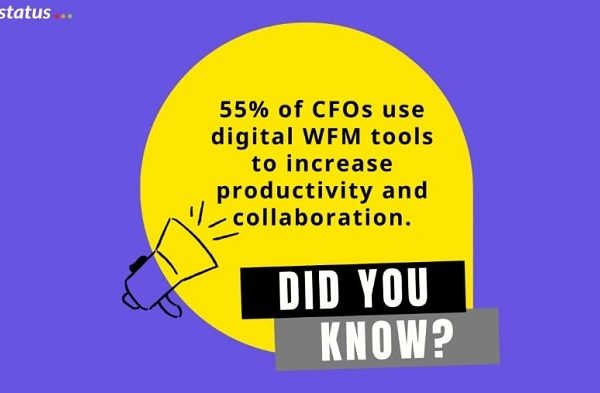 status...
55% of CFOs use
digital WFM tools
to increase
productivity and
collaboration.
DID YOU
KNOW?